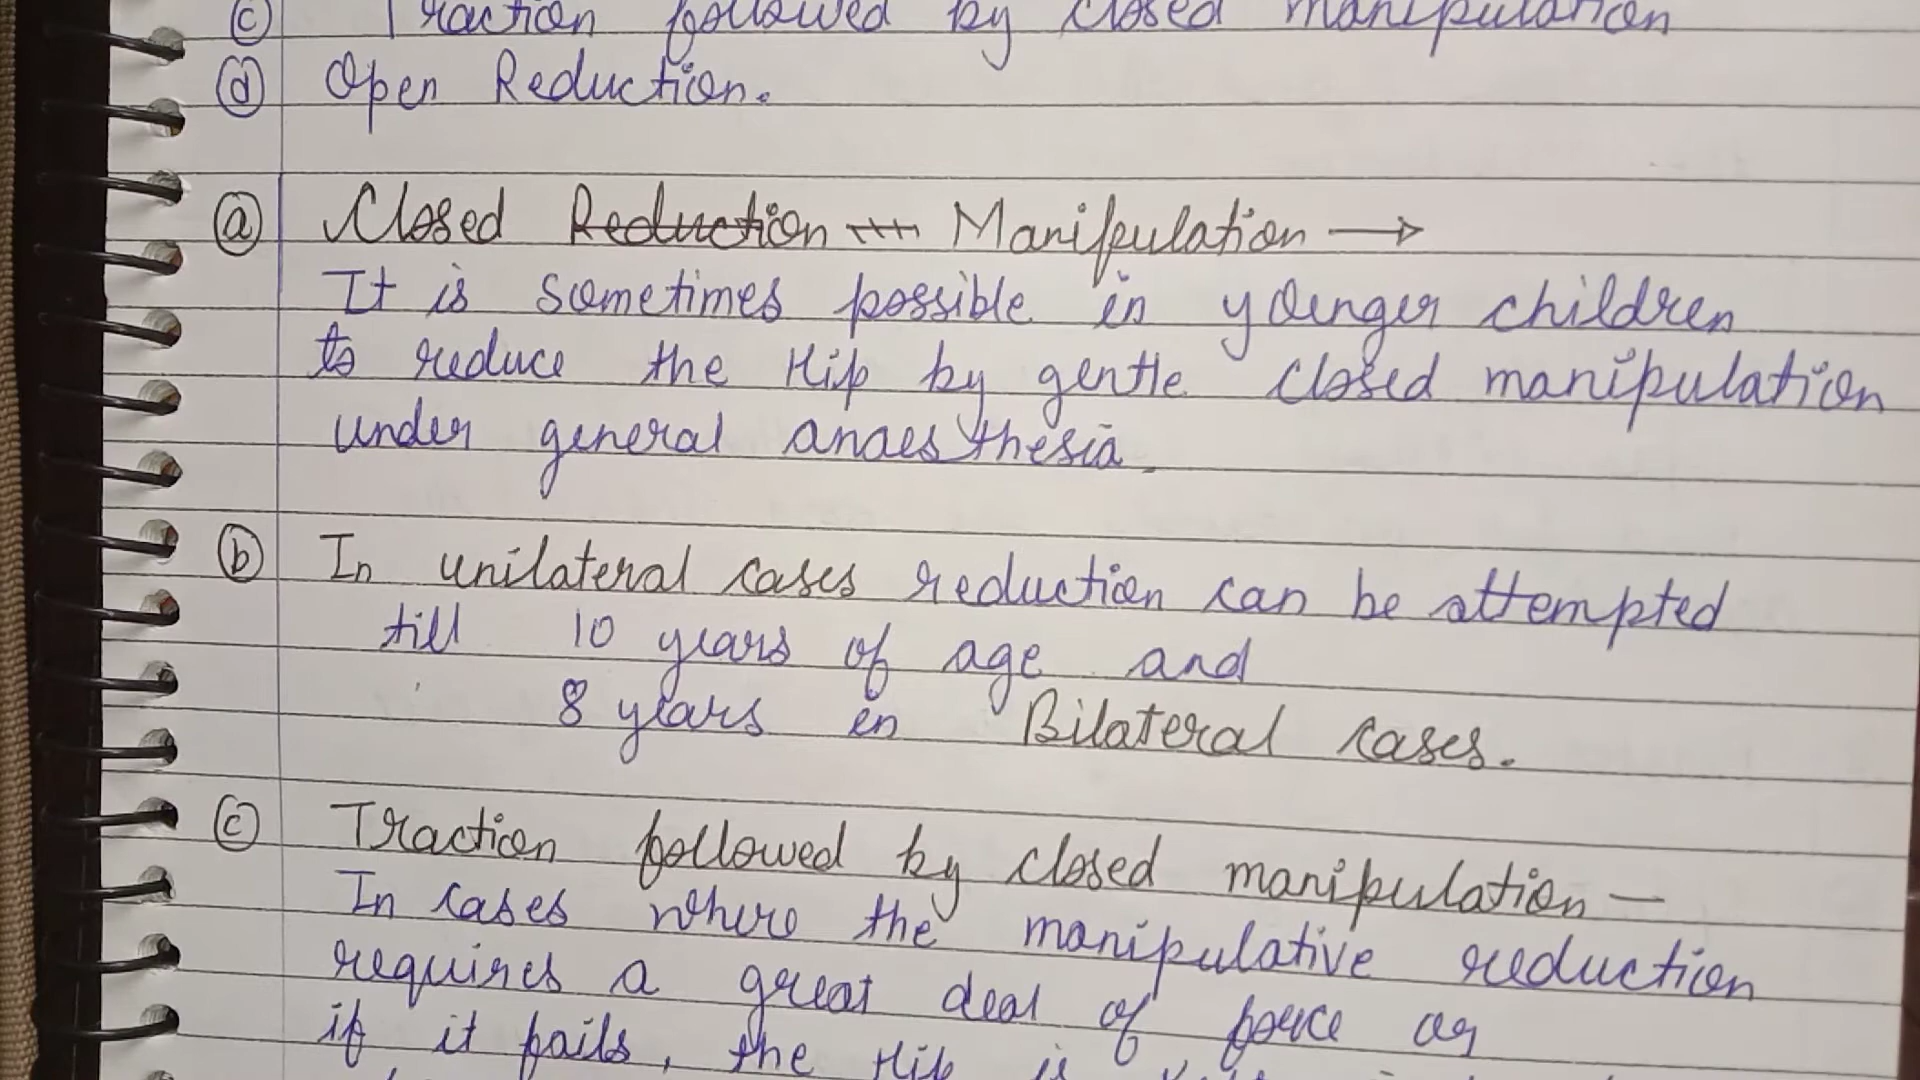 (c) Traction followed by closed manipulation
(d) Open Reduction.
(a) Closed Reduction Manipulation →
It is sometimes possible in younger children
to reduce the Hip by gentle closed manipulation
under general anaesthesia.
(b) In unilateral cases reduction can be attempted
till 10 years of age and
8 years in Bilateral cases.
(c) Traction followed by closed manipulation —
In cases where the manipulative reduction
requires a great deal of force or
if it fails, the Hip is